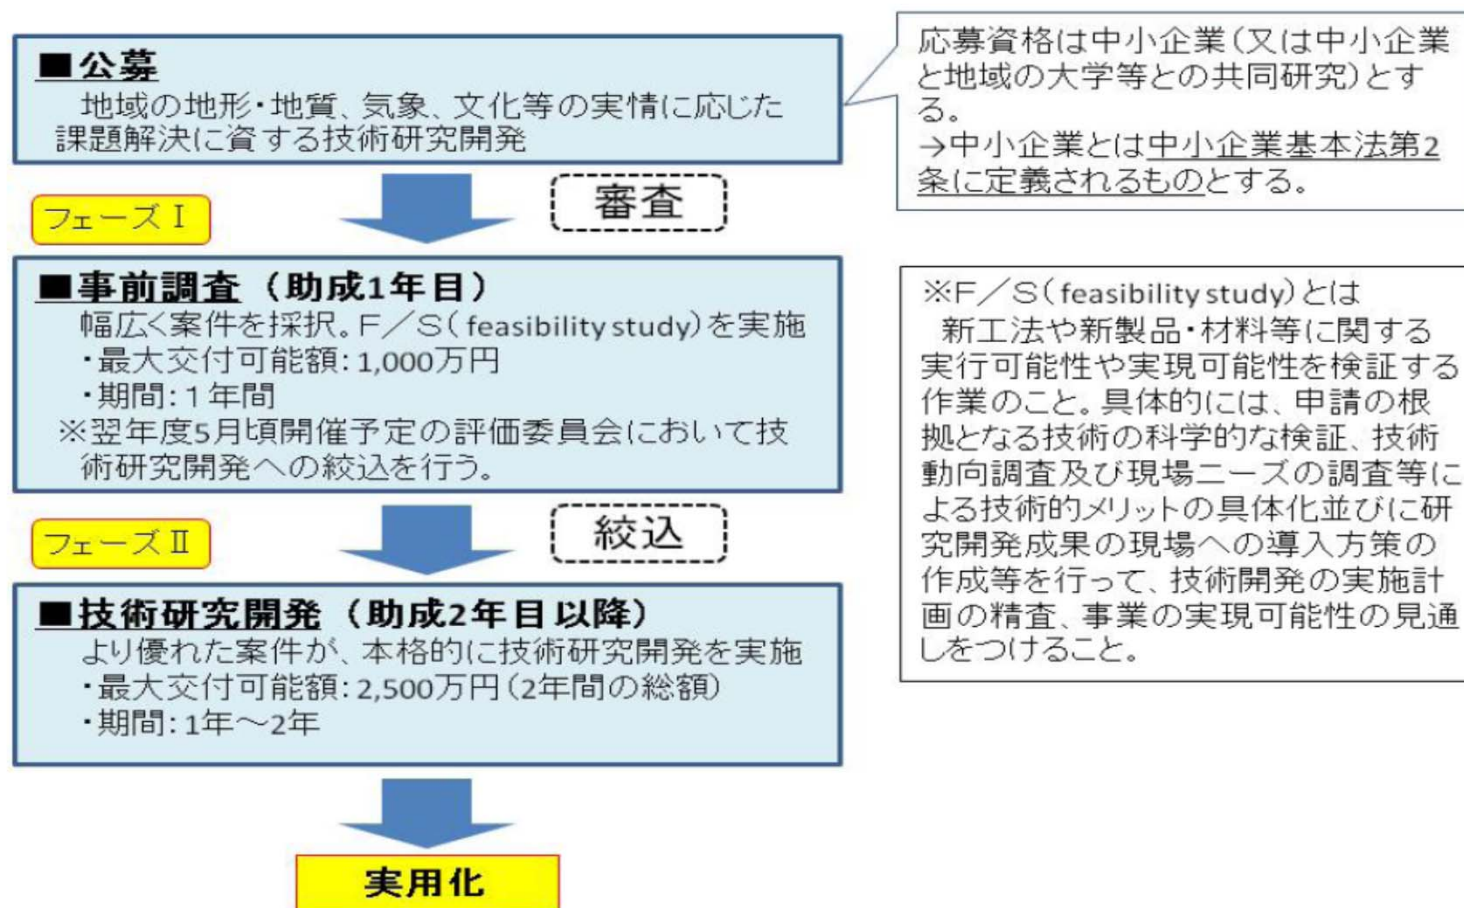 ■公募
地域の地形・地質、気象、文化等の実情に応じた
課題解決に資する技術研究開発
応募資格は中小企業(又は中小企業
と地域の大学等との共同研究)とす
る。
→中小企業とは中小企業基本法第2
条に定義されるものとする。
フェーズⅠ
審査
■事前調査（助成1年目）
幅広く案件を採択。F／S(feasibility study)を実施
・最大交付可能額：1,000万円
・期間：1年間
※翌年度5月頃開催予定の評価委員会において技
術研究開発への絞込を行う。
※F／S(feasibility study)とは
新工法や新製品・材料等に関する
実行可能性や実現可能性を検証する
作業のこと。具体的には、申請の根
拠となる技術の科学的な検証、技術
動向調査及び現場ニーズの調査等に
よる技術的メリットの具体化並びに研
究開発成果の現場への導入方策の
作成等を行って、技術開発の実施計
画の精査、事業の実現可能性の見通
しをつけること。
フェーズⅡ
絞込
■技術研究開発（助成2年目以降）
より優れた案件が、本格的に技術研究開発を実施
・最大交付可能額：2,500万円(2年間の総額)
・期間：1年～2年
実用化